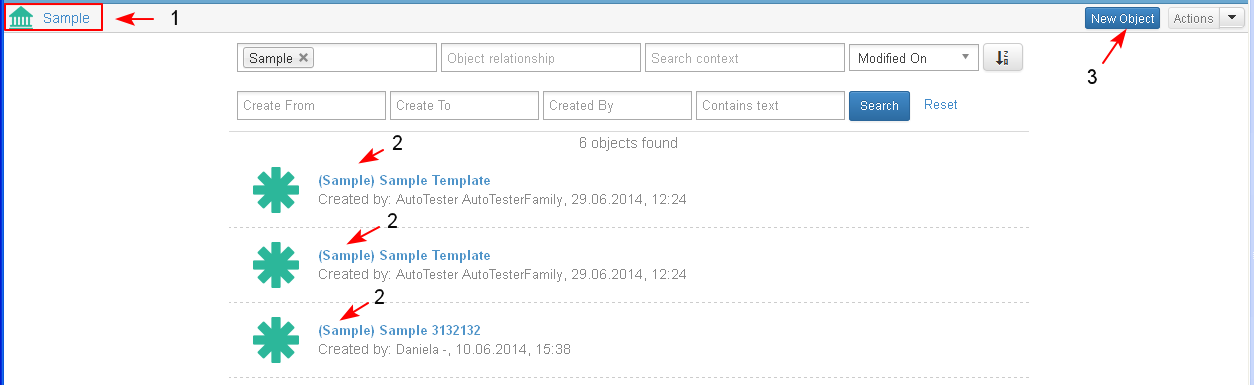 Sample 1 New Object Actions
Sample Object relationship Search context Modified On
3
Create From Create To Created By Contains text Search Reset
6 objects found
2
(Sample) Sample Template
Created by: AutoTester AutoTesterFamily, 29.06.2014, 12:24
2
(Sample) Sample Template
Created by: AutoTester AutoTesterFamily, 29.06.2014, 12:24
2
(Sample) Sample 3132132
Created by: Daniela -, 10.06.2014, 15:38